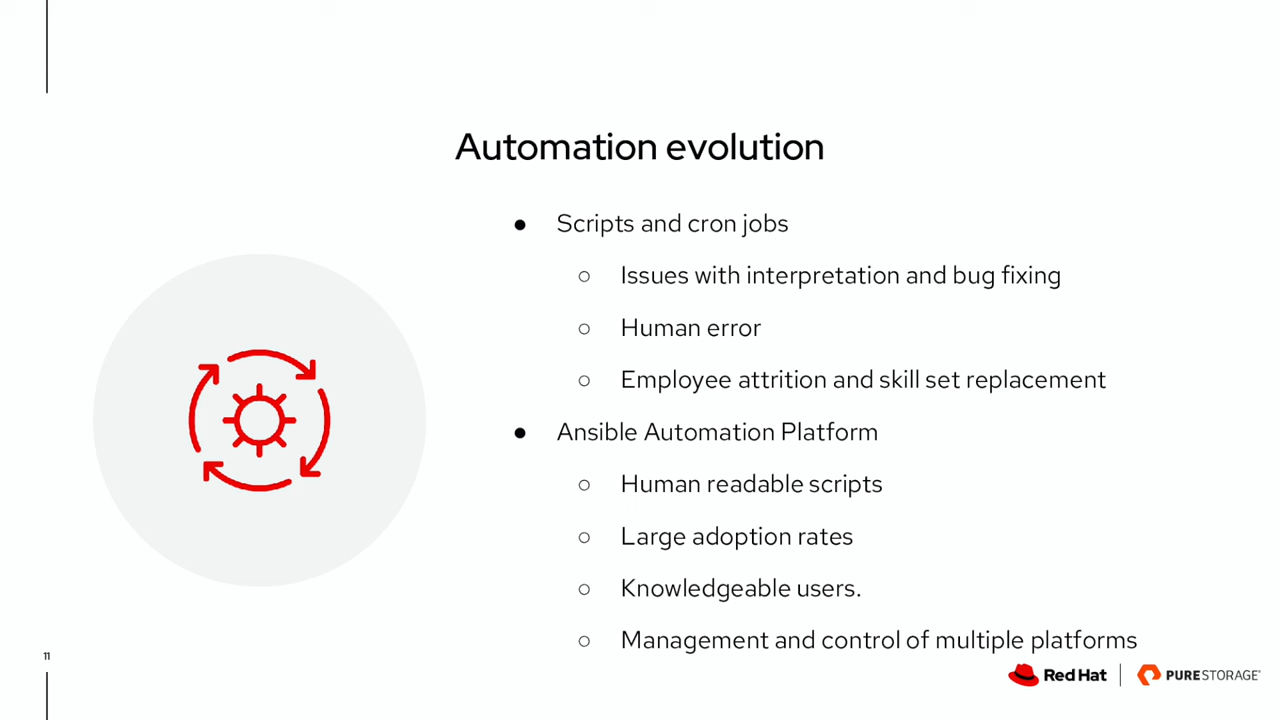 Automation evolution
● Scripts and cron jobs
○ Issues with interpretation and bug fixing
○ Human error
○ Employee attrition and skill set replacement
● Ansible Automation Platform
○ Human readable scripts
○ Large adoption rates
○ Knowledgeable users.
○ Management and control of multiple platforms
11
Red Hat | PURESTORAGE®